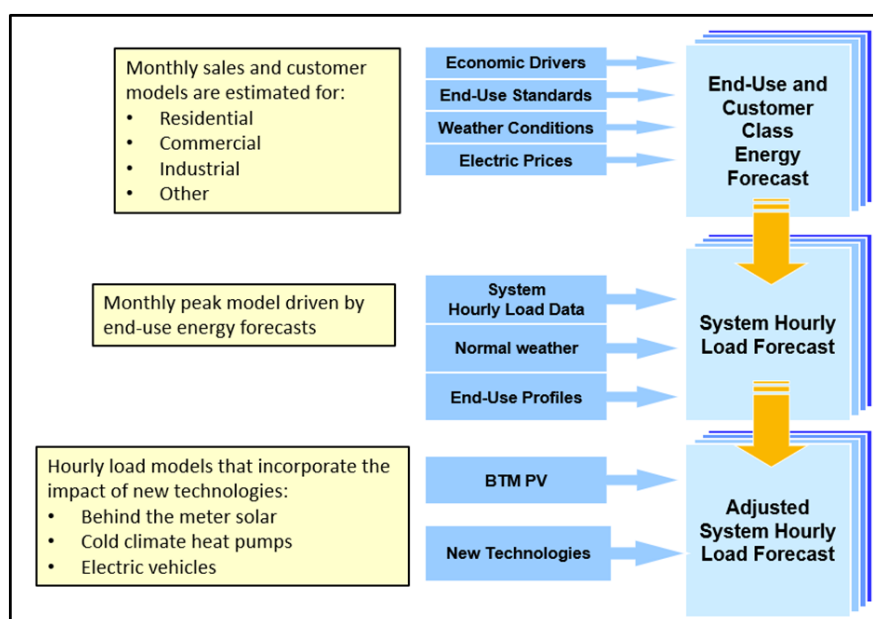 Monthly sales and customer
models are estimated for:
• Residential
• Commercial
• Industrial
• Other
Economic Drivers
End-Use Standards
Weather Conditions
Electric Prices
End-Use and
Customer
Class
Energy
Forecast
Monthly peak model driven by
end-use energy forecasts
System
Hourly Load Data
Normal weather
End-Use Profiles
System Hourly
Load Forecast
Hourly load models that incorporate the
impact of new technologies:
• Behind the meter solar
• Cold climate heat pumps
• Electric vehicles
BTM PV
New Technologies
Adjusted
System Hourly
Load Forecast